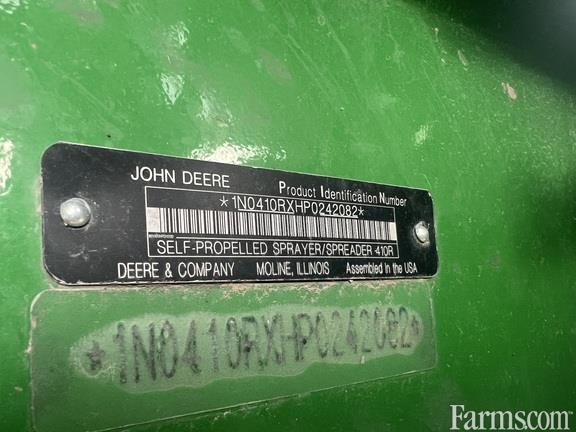 JOHN DEERE Product Identification Number
*1N0410RXHP0242082*
SELF-PROPELLED SPRAYER/SPREADER 410R
DEERE & COMPANY MOLINE, ILLINOIS Assembled in the USA
*1N0410RXHP0242082*
Farms.com